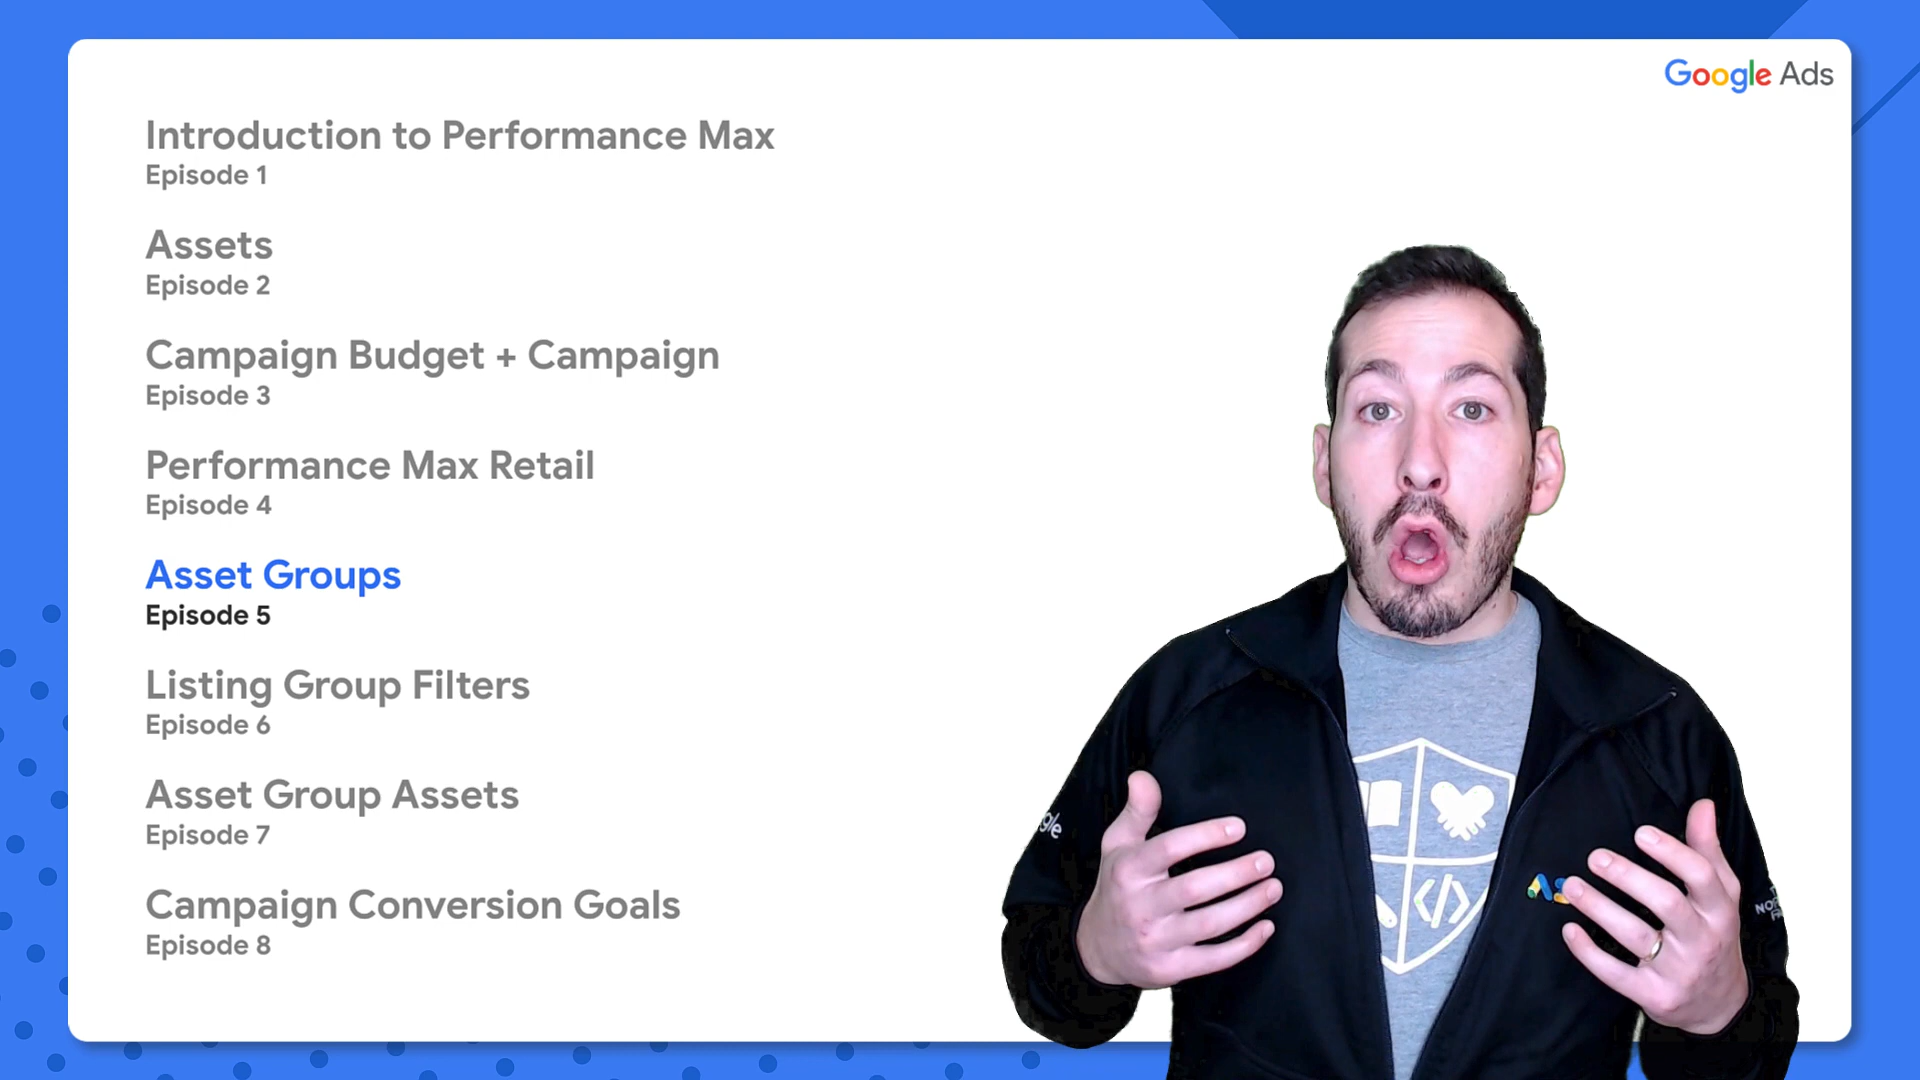 Google Ads
Introduction to Performance Max
Episode 1
Assets
Episode 2
Campaign Budget + Campaign
Episode 3
Performance Max Retail
Episode 4
Asset Groups
Episode 5
Listing Group Filters
Episode 6
Asset Group Assets
Episode 7
Campaign Conversion Goals
Episode 8